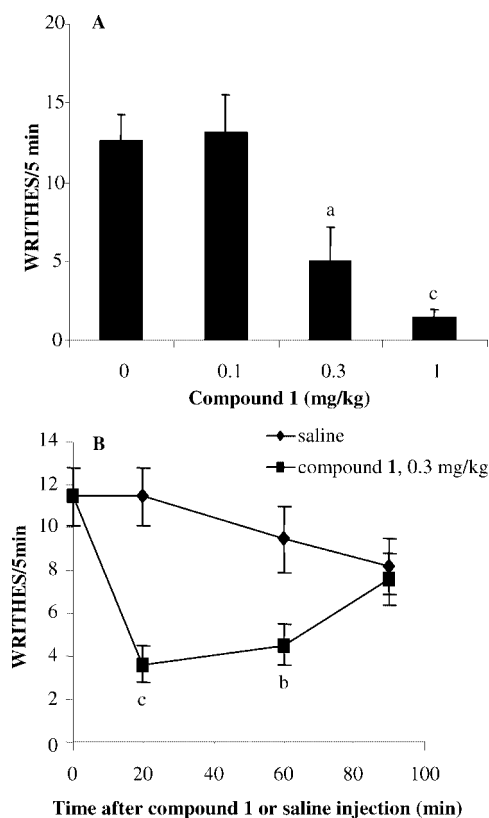 A
20
15
10
5
0
WRITHES/5 min
a
c
0 0.1 0.3 1
Compound 1 (mg/kg)
B
saline
compound 1, 0.3 mg/kg
14
12
10
8
6
4
2
0
WRITHES/5min
c
b
0 20 40 60 80 100
Time after compound 1 or saline injection (min)